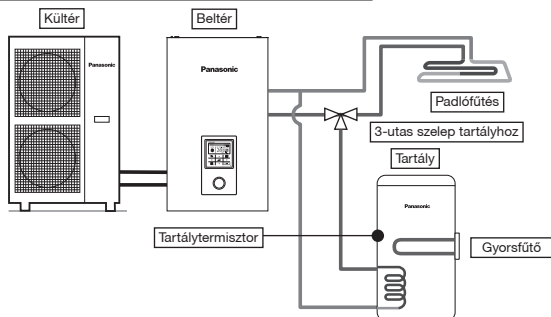 Kültér
Beltér
Panasonic
Panasonic
Padlófűtés
3-utas szelep tartályhoz
Tartály
Panasonic
Tartálytermisztor
Gyorsfűtő